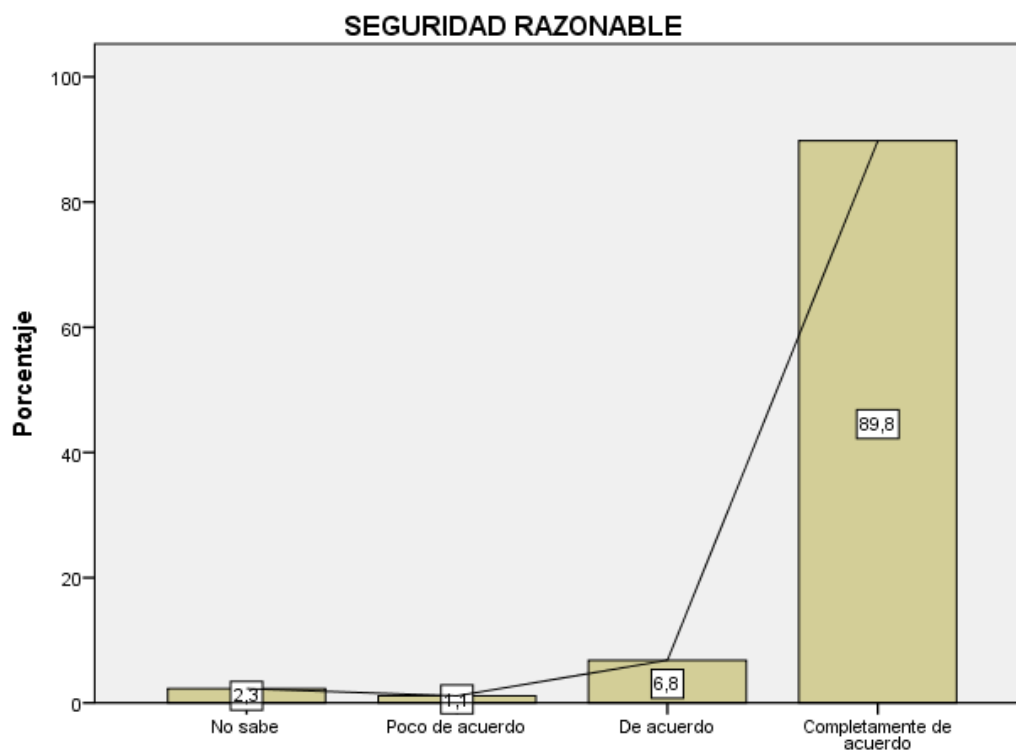 SEGURIDAD RAZONABLE
Porcentaje
100
80
60
40
20
0
2,3
1,1
6,8
89,8
No sabe
Poco de acuerdo
De acuerdo
Completamente de
acuerdo